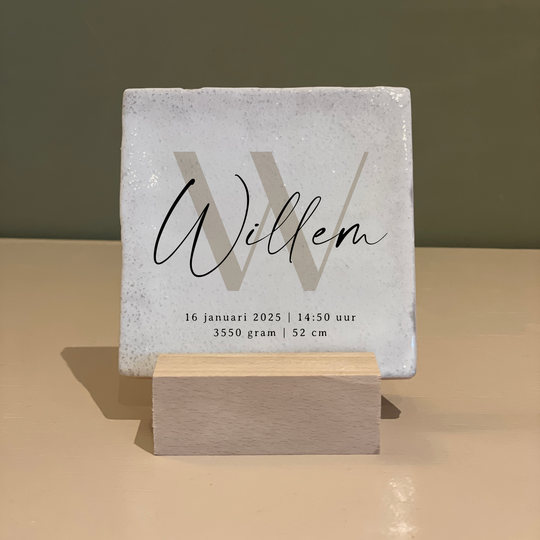 W
Willem
16 januari 2025 | 14:50 uur
3550 gram | 52 cm